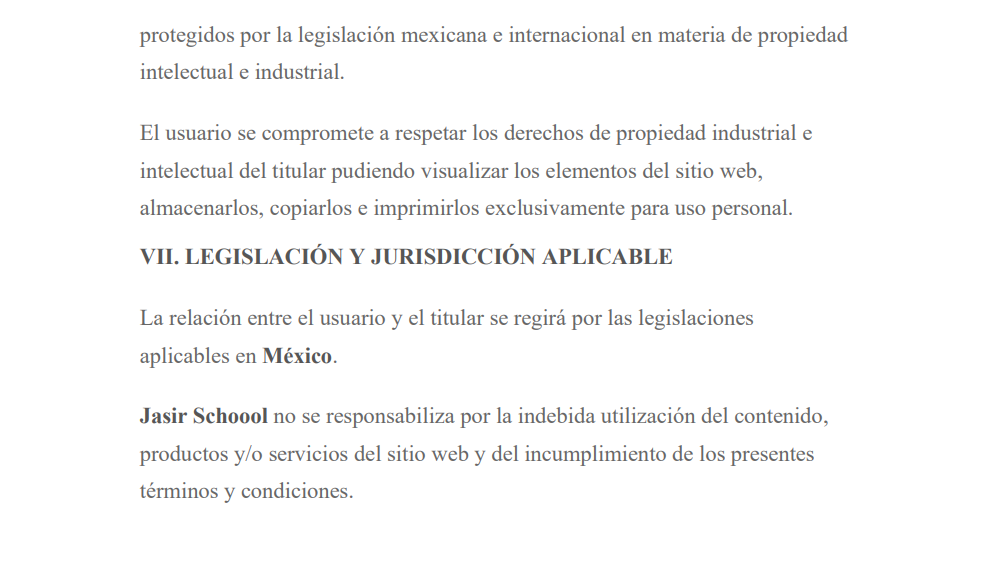 protegidos por la legislación mexicana e internacional en materia de propiedad
intelectual e industrial.
El usuario se compromete a respetar los derechos de propiedad industrial e
intelectual del titular pudiendo visualizar los elementos del sitio web,
almacenarlos, copiarlos e imprimirlos exclusivamente para uso personal.
VII. LEGISLACIÓN Y JURISDICCIÓN APLICABLE
La relación entre el usuario y el titular se regirá por las legislaciones
aplicables en México.
Jasir Schoool no se responsabiliza por la indebida utilización del contenido,
productos y/o servicios del sitio web y del incumplimiento de los presentes
términos y condiciones.